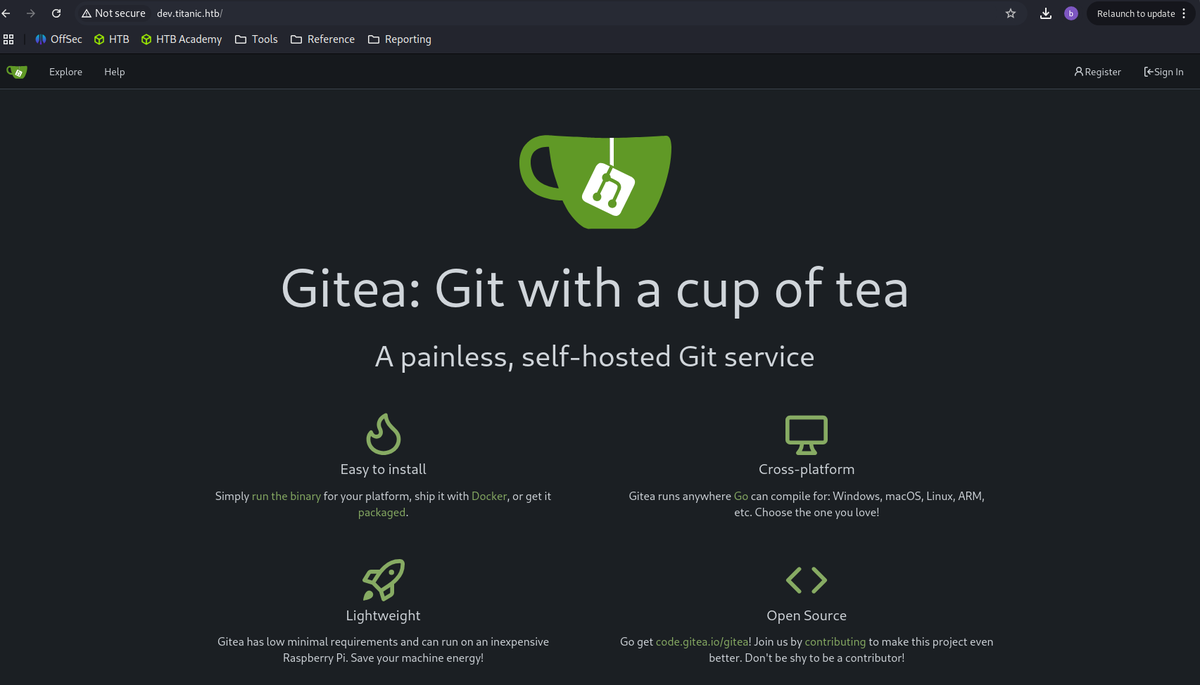 Not secure dev.titanic.htb/ b Relaunch to update
OffSec HTB HTB Academy Tools Reference Reporting
Explore Help Register Sign In
Gitea: Git with a cup of tea
A painless, self-hosted Git service
Easy to install
Simply run the binary for your platform, ship it with Docker, or get it
packaged.
Cross-platform
Gitea runs anywhere Go can compile for: Windows, macOS, Linux, ARM,
etc. Choose the one you love!
Lightweight
Gitea has low minimal requirements and can run on an inexpensive
Raspberry Pi. Save your machine energy!
Open Source
Go get code.gitea.io/gitea! Join us by contributing to make this project even
better. Don't be shy to be a contributor!